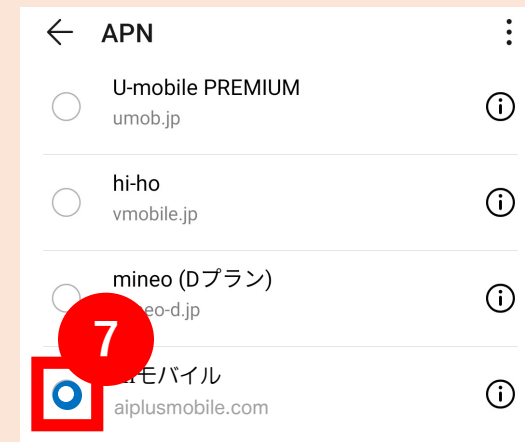 APN
U-mobile PREMIUM
umob.jp
hi-ho
vmobile.jp
mineo (Dプラン)
eo-d.jp
7
モバイル
aiplusmobile.com